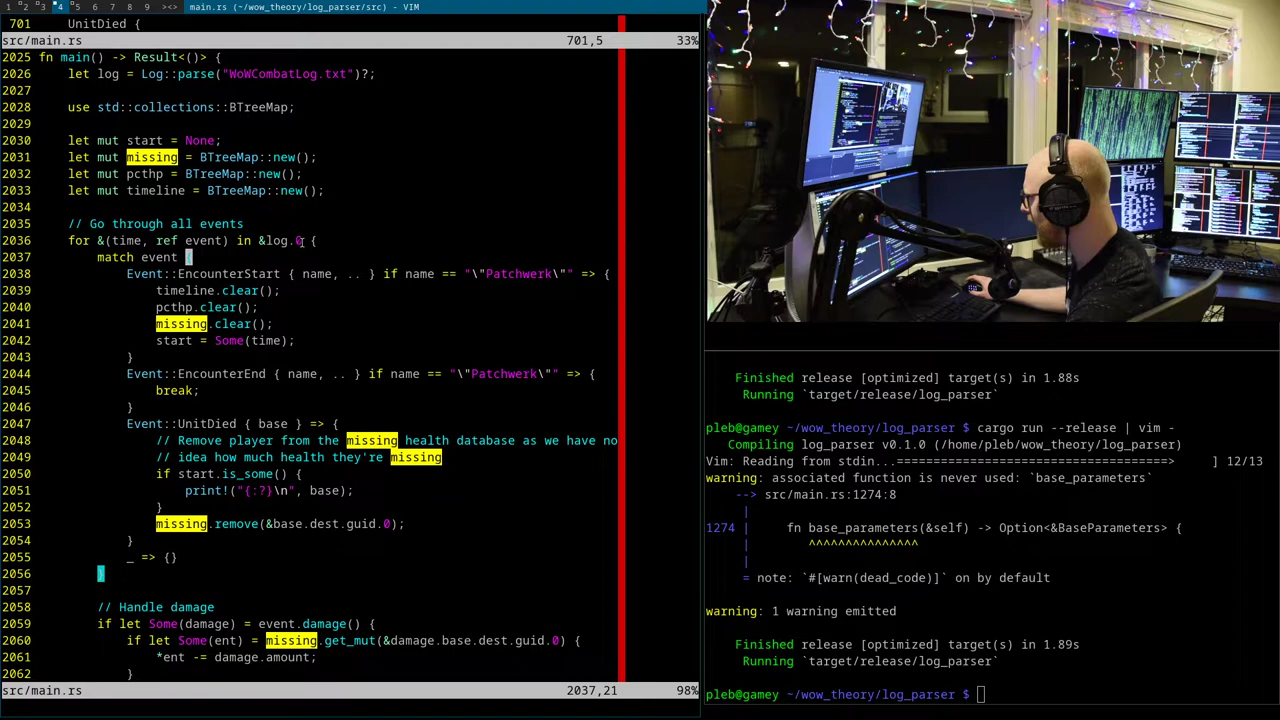 1 2 3 4 5 6 7 8 9 ><> main.rs (~/wow_theory/log_parser/src) - VIM
701 UnitDied {
src/main.rs 701,5 33%
2025 fn main() -> Result<()> {
2026 let log = Log::parse("WoWCombatLog.txt")?;
2027
2028 use std::collections::BTreeMap;
2029
2030 let mut start = None;
2031 let mut missing = BTreeMap::new();
2032 let mut pcthp = BTreeMap::new();
2033 let mut timeline = BTreeMap::new();
2034
2035 // Go through all events
2036 for &(time, ref event) in &log.0 {
2037 match event {
2038 Event::EncounterStart { name, .. } if name == "\"Patchwerk\"" => {
2039 timeline.clear();
2040 pcthp.clear();
2041 missing.clear();
2042 start = Some(time);
2043 }
2044 Event::EncounterEnd { name, .. } if name == "\"Patchwerk\"" => {
2045 break;
2046 }
2047 Event::UnitDied { base } => {
2048 // Remove player from the missing health database as we have no
2049 // idea how much health they're missing
2050 if start.is_some() {
2051 print!("{:?}\n", base);
2052 }
2053 missing.remove(&base.dest.guid.0);
2054 }
2055 _ => {}
2056 }
2057
2058 // Handle damage
2059 if let Some(damage) = event.damage() {
2060 if let Some(ent) = missing.get_mut(&damage.base.dest.guid.0) {
2061 *ent -= damage.amount;
2062 }
src/main.rs 2037,21 98%
Finished release [optimized] target(s) in 1.88s
Running `target/release/log_parser`
pleb@gamey ~/wow_theory/log_parser $ cargo run --release | vim -
Compiling log_parser v0.1.0 (/home/pleb/wow_theory/log_parser)
Vim: Reading from stdin...=====================================> ] 12/13
warning: associated function is never used: `base_parameters`
--> src/main.rs:1274:8
|
1274 | fn base_parameters(&self) -> Option<&BaseParameters> {
| ^^^^^^^^^^^^^^^
|
= note: `#[warn(dead_code)]` on by default
warning: 1 warning emitted
Finished release [optimized] target(s) in 1.89s
Running `target/release/log_parser`
pleb@gamey ~/wow_theory/log_parser $